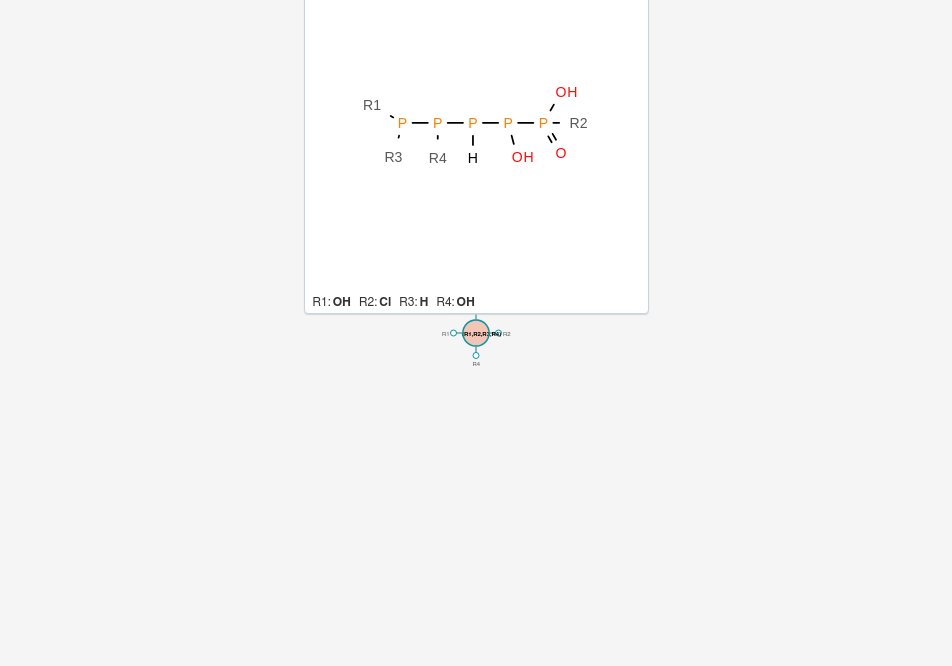 OH
R1
P P P P P R2
R3 R4 H OH O
R1: OH R2: Cl R3: H R4: OH
R1 R1,R2,R3,R4 R2
R4